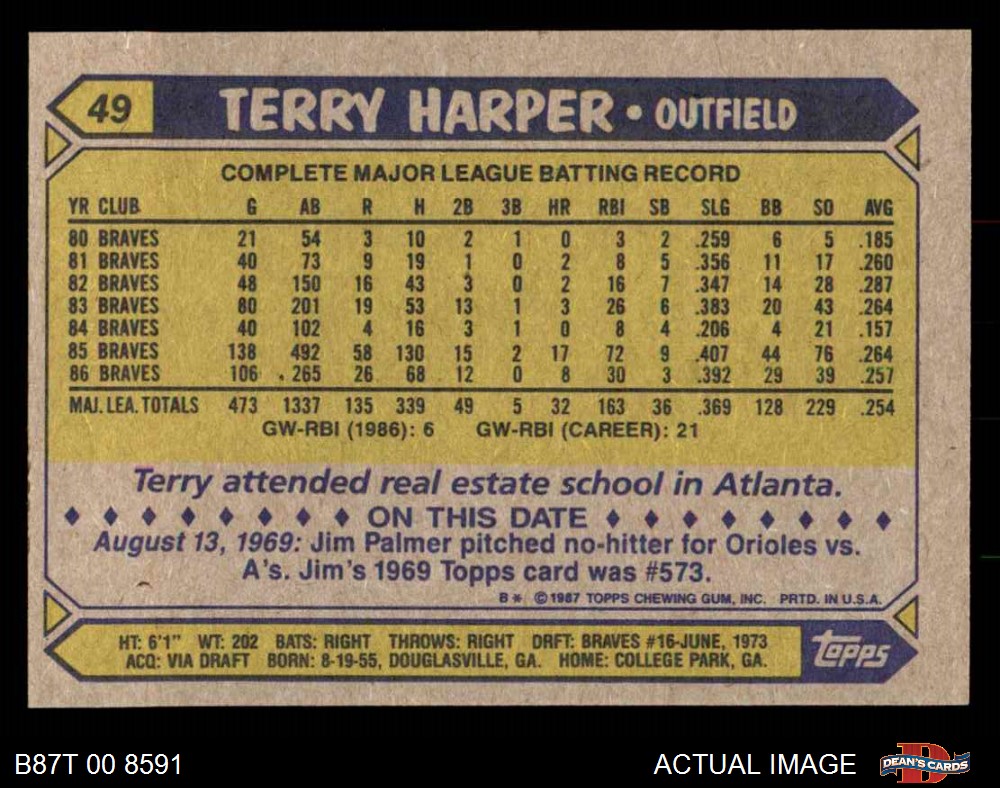 49 TERRY HARPER • OUTFIELD
COMPLETE MAJOR LEAGUE BATTING RECORD
YR CLUB G AB R H 2B 3B HR RBI SB SLG BB SO AVG
80 BRAVES 21 54 3 10 2 1 0 3 2 .259 6 5 .185
81 BRAVES 40 73 9 19 1 0 2 8 5 .356 11 17 .260
82 BRAVES 48 150 16 43 3 0 2 16 7 .347 14 28 .287
83 BRAVES 80 201 19 53 13 1 3 26 6 .383 20 43 .264
84 BRAVES 40 102 4 16 3 1 0 8 4 .206 4 21 .157
85 BRAVES 138 492 58 130 15 2 17 72 9 .407 44 76 .264
86 BRAVES 106 265 26 68 12 0 8 30 3 .392 29 39 .257
MAJ. LEA. TOTALS 473 1337 135 339 49 5 32 163 36 .369 128 229 .254
GW-RBI (1986): 6 GW-RBI (CAREER): 21
Terry attended real estate school in Atlanta.
♦ ♦ ♦ ♦ ♦ ♦ ♦ ♦ ON THIS DATE ♦ ♦ ♦ ♦ ♦ ♦ ♦ ♦ ♦
August 13, 1969: Jim Palmer pitched no-hitter for Orioles vs.
A's. Jim's 1969 Topps card was #573.
B* ©1987 TOPPS CHEWING GUM, INC. PRTD. IN U.S.A.
HT: 6'1" WT: 202 BATS: RIGHT THROWS: RIGHT DRFT: BRAVES #16-JUNE, 1973
ACQ: VIA DRAFT BORN: 8-19-55, DOUGLASVILLE, GA. HOME: COLLEGE PARK, GA.
topps
B87T 00 8591 ACTUAL IMAGE
D
DEAN'S CARDS